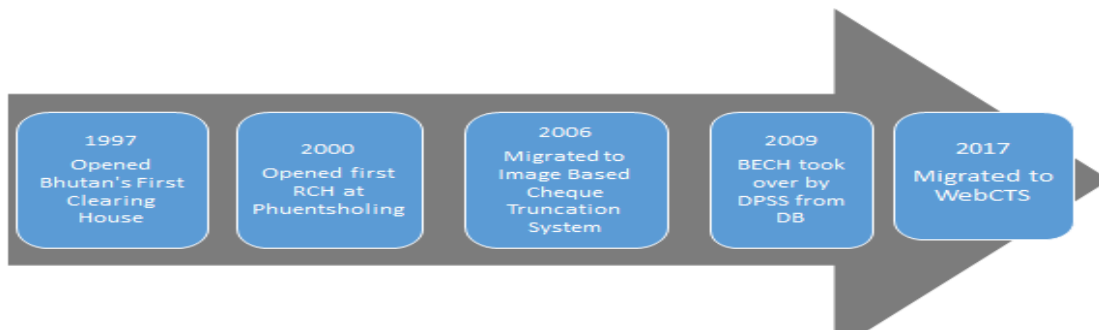 1997
Opened
Bhutan's First
Clearing
House
2000
Opened first
RCH at
Phuentsholing
2006
Migrated to
Image Based
Cheque
Truncation
System
2009
BECH took
over by
DPSS from
DB
2017
Migrated to
WebCTS